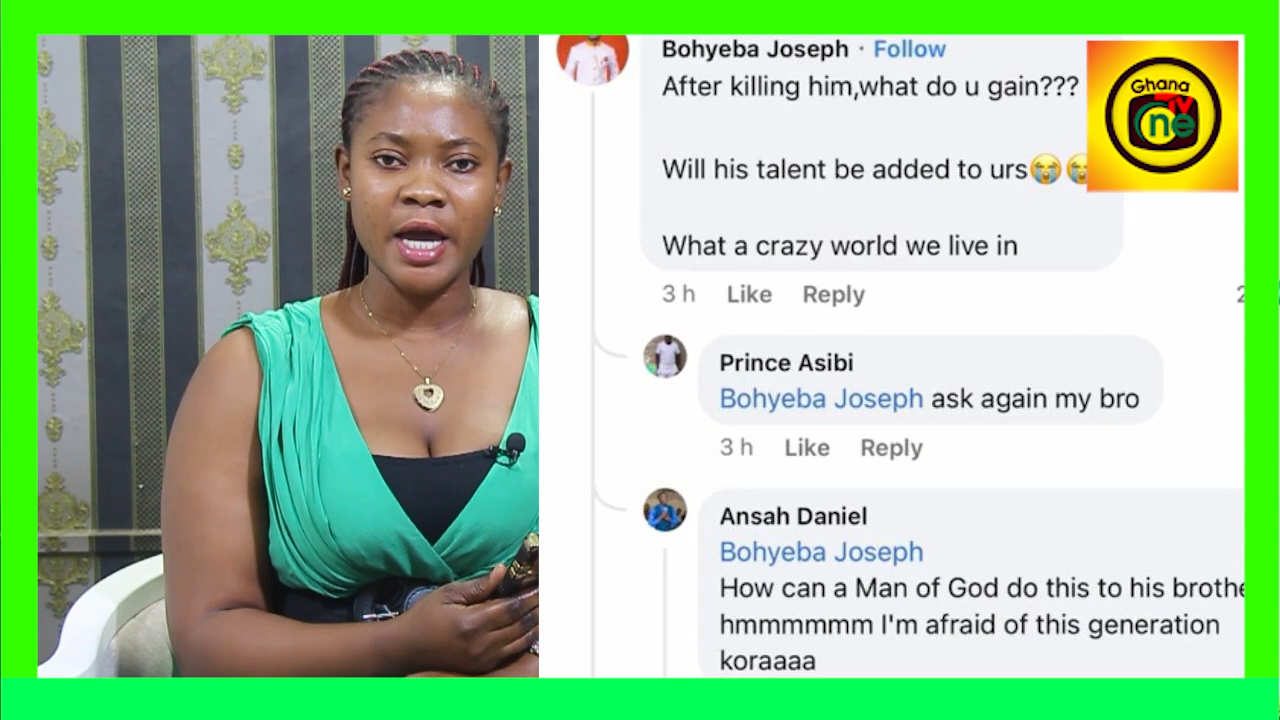 Bohyeba Joseph · Follow
After killing him,what do u gain???
Will his talent be added to urs😭😭
What a crazy world we live in
3 h Like Reply
Prince Asibi
Bohyeba Joseph ask again my bro
3 h Like Reply
Ansah Daniel
Bohyeba Joseph
How can a Man of God do this to his brothe
hmmmmmm I'm afraid of this generation
koraaaa
Ghana
TV
One